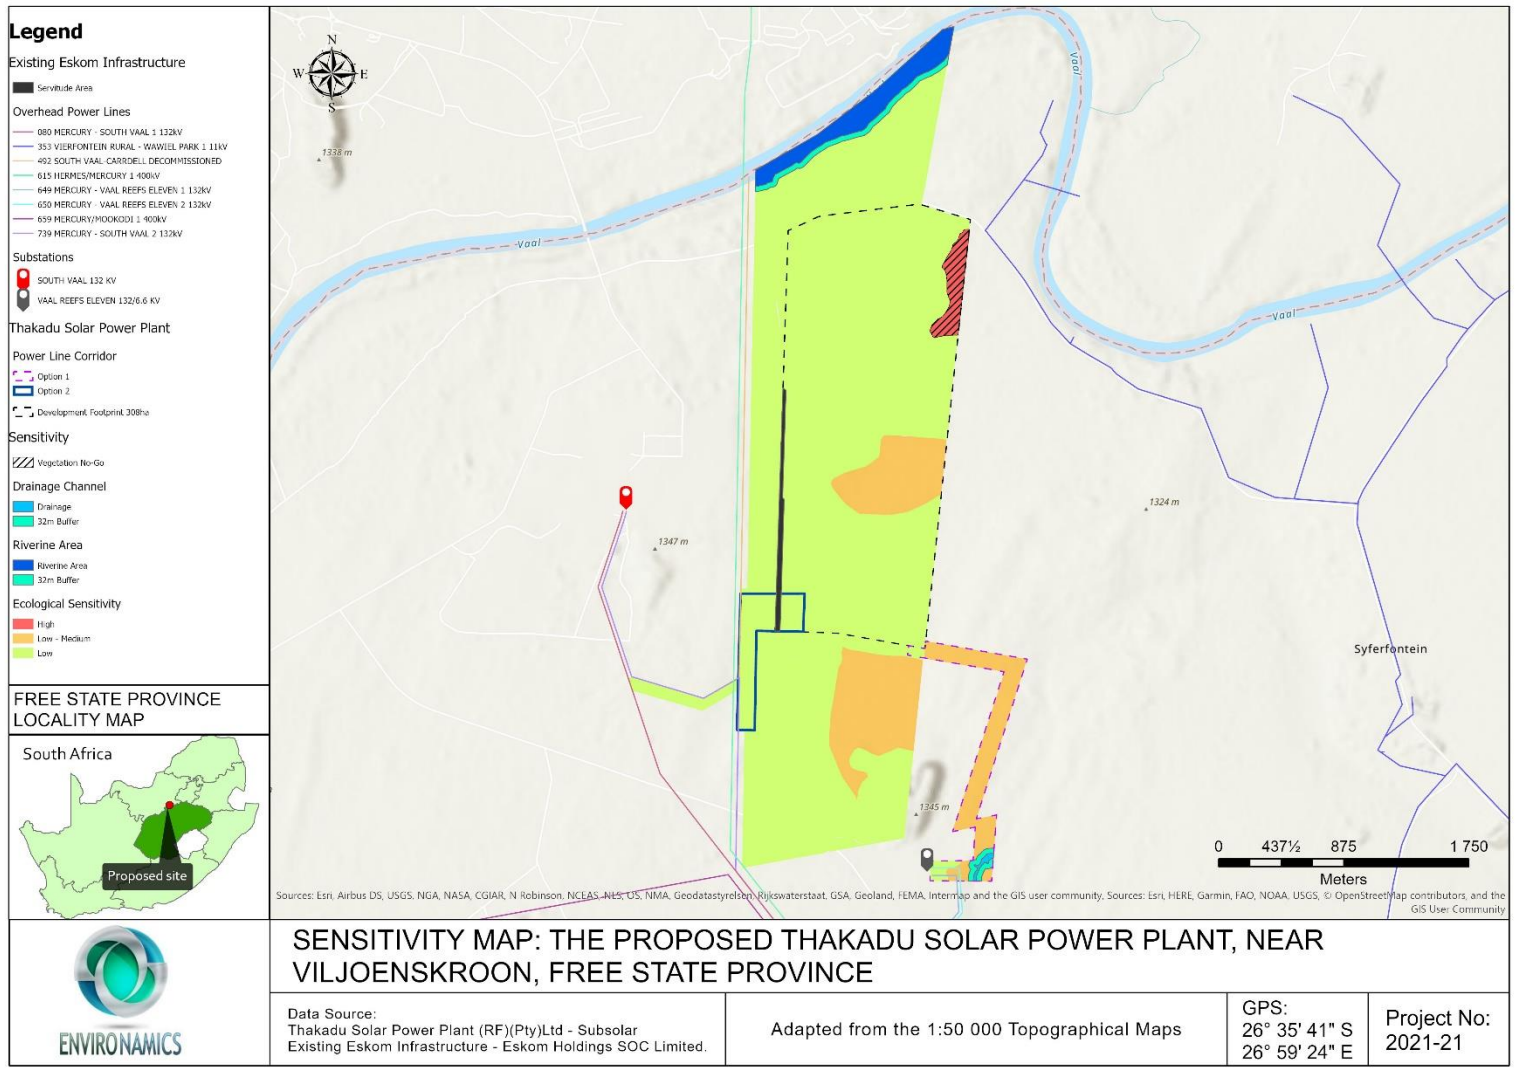 Legend
Existing Eskom Infrastructure
Servitude Area
Overhead Power Lines
080 MERCURY - SOUTH VAAL 1 132kV
353 VIERFONTEIN RURAL - WAWIEL PARK 1 11kV
492 SOUTH VAAL-CARRDELL DECOMMISSIONED
615 HERMES/MERCURY 1 400kV
649 MERCURY - VAAL REEFS ELEVEN 1 132kV
650 MERCURY - VAAL REEFS ELEVEN 2 132kV
659 MERCURY/MOOKODI 1 400kV
739 MERCURY - SOUTH VAAL 2 132kV
Substations
SOUTH VAAL 132 KV
VAAL REEFS ELEVEN 132/6.6 KV
Thakadu Solar Power Plant
Power Line Corridor
Option 1
Option 2
Development Footprint 308ha
Sensitivity
Vegetation No-Go
Drainage Channel
Drainage
32m Buffer
Riverine Area
Riverine Area
32m Buffer
Ecological Sensitivity
High
Low - Medium
Low
FREE STATE PROVINCE
LOCALITY MAP
South Africa
Proposed site
N
W E
S
1338 m
Vaal
Vaal
Vaal
1324 m
1347 m
Syferfontein
1345 m
0 437½ 875 1 750
Meters
Sources: Esri, Airbus DS, USGS, NGA, NASA, CGIAR, N Robinson, NCEAS, NLS, OS, NMA, Geodatastyrelsen, Rijkswaterstaat, GSA, Geoland, FEMA, Intermap and the GIS user community, Sources: Esri, HERE, Garmin, FAO, NOAA, USGS, © OpenStreetMap contributors, and the
GIS User Community
ENVIRONAMICS
SENSITIVITY MAP: THE PROPOSED THAKADU SOLAR POWER PLANT, NEAR
VILJOENSKROON, FREE STATE PROVINCE
Data Source:
Thakadu Solar Power Plant (RF)(Pty)Ltd - Subsolar
Existing Eskom Infrastructure - Eskom Holdings SOC Limited.
Adapted from the 1:50 000 Topographical Maps
GPS:
26° 35' 41" S
26° 59' 24" E
Project No:
2021-21